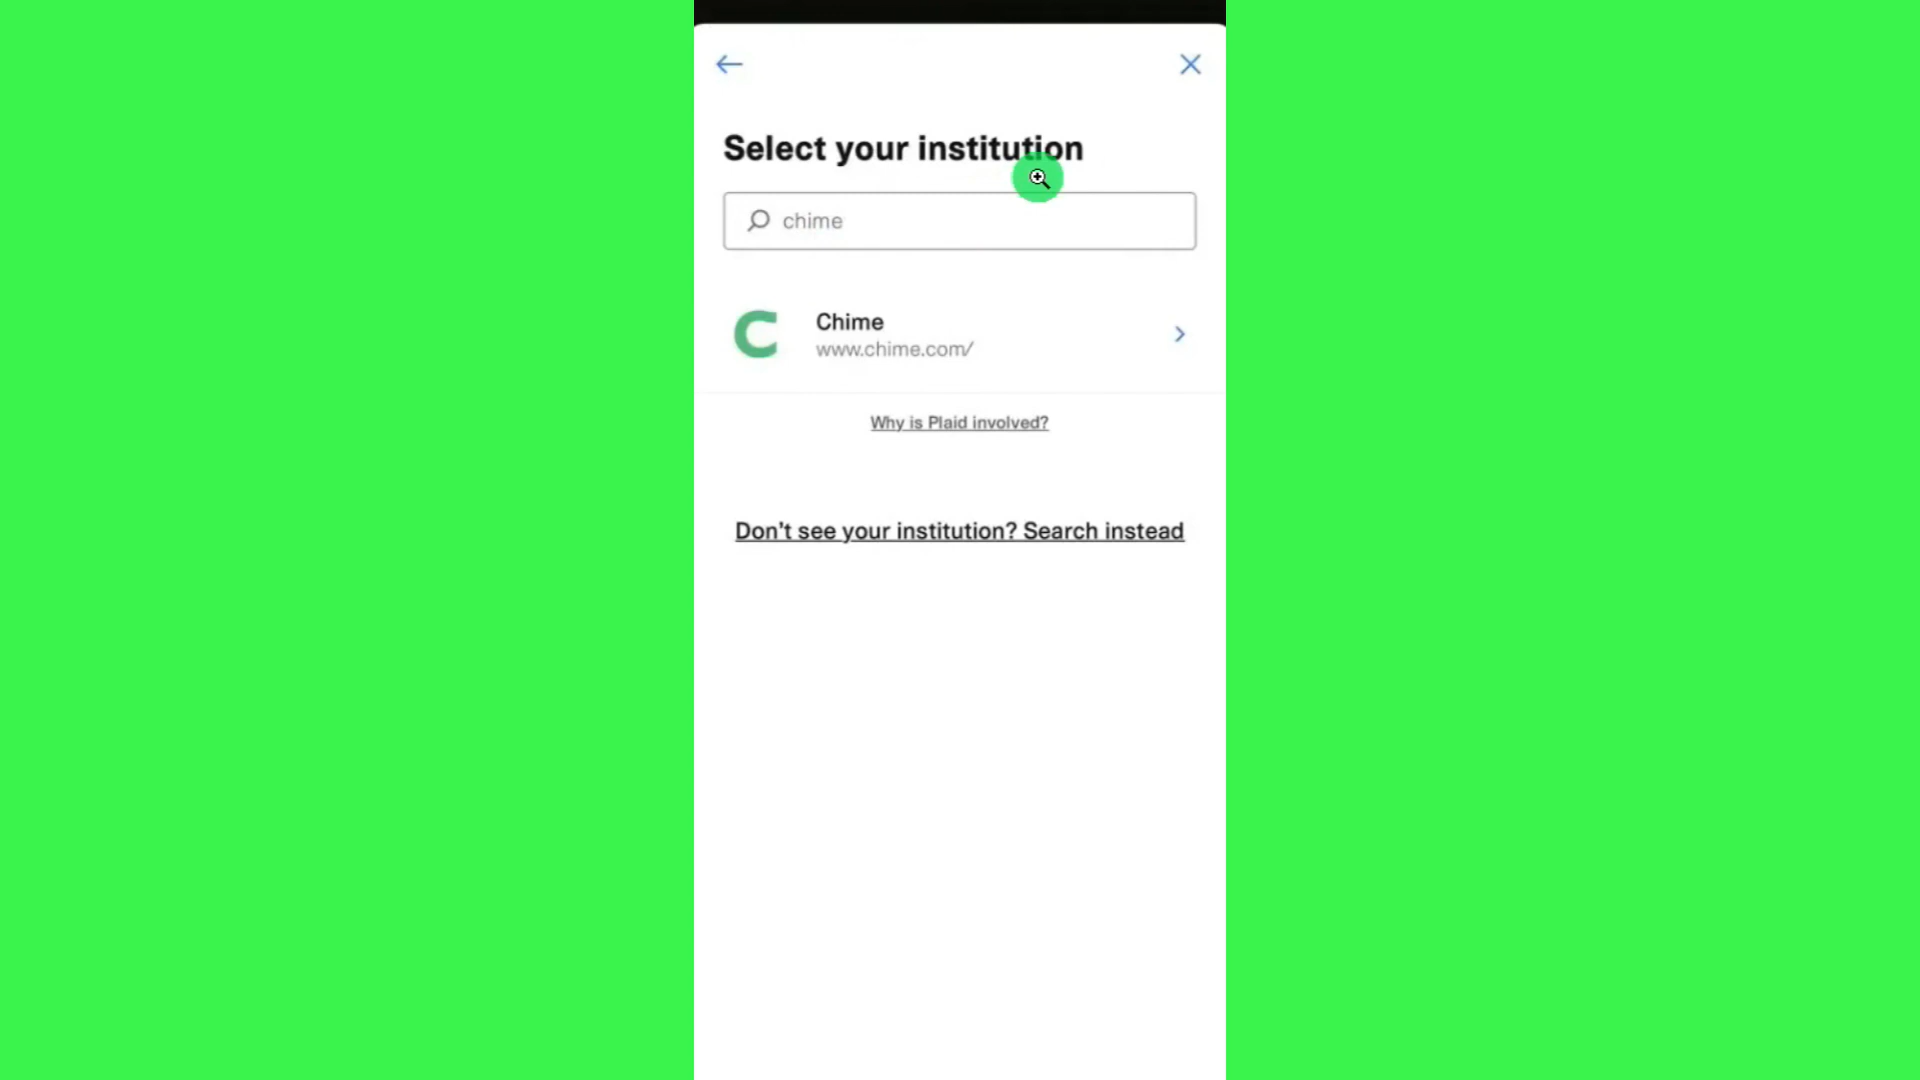 Select your institution
chime
Chime
www.chime.com/
Why is Plaid involved?
Don't see your institution? Search instead